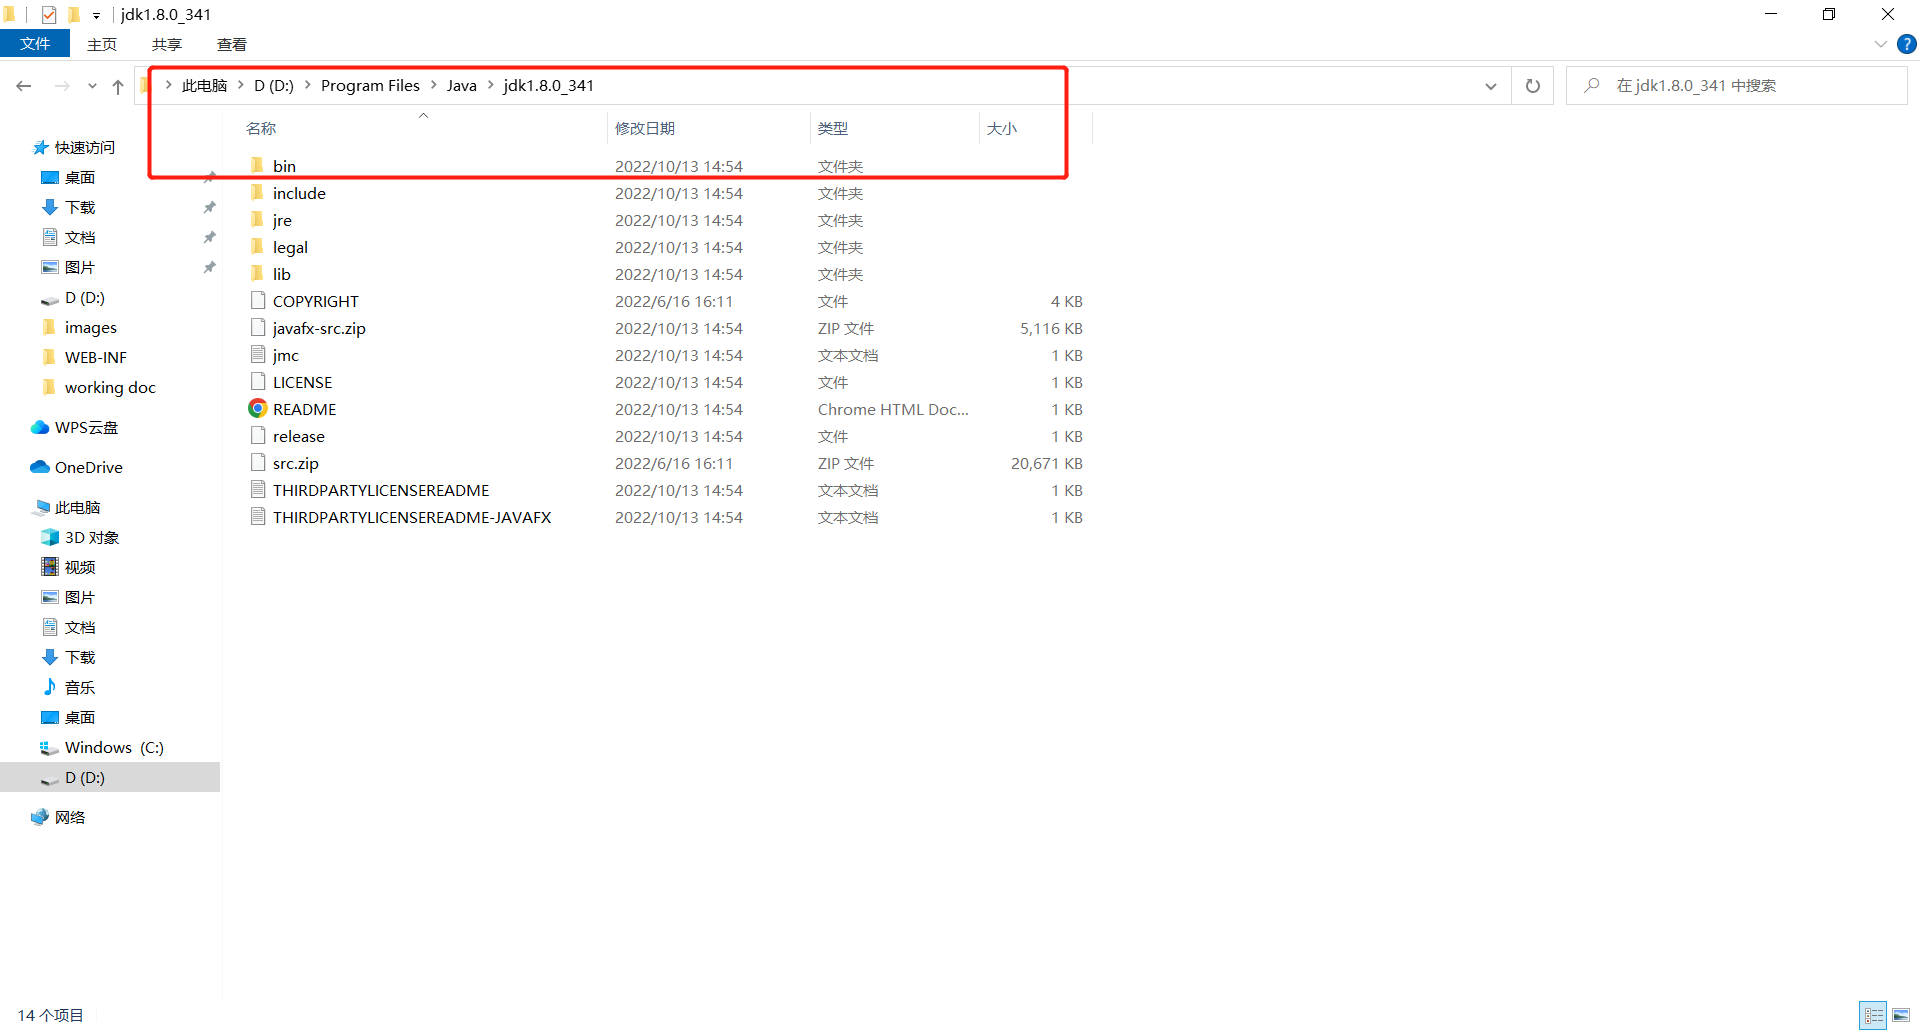 jdk1.8.0_341
文件 主页 共享 查看
此电脑 D (D:) Program Files Java jdk1.8.0_341
在 jdk1.8.0_341 中搜索
名称 修改日期 类型 大小
快速访问
桌面
下载
文档
图片
D (D:)
images
WEB-INF
working doc
WPS云盘
OneDrive
此电脑
3D 对象
视频
图片
文档
下载
音乐
桌面
Windows (C:)
D (D:)
网络
bin 2022/10/13 14:54 文件夹
include 2022/10/13 14:54 文件夹
jre 2022/10/13 14:54 文件夹
legal 2022/10/13 14:54 文件夹
lib 2022/10/13 14:54 文件夹
COPYRIGHT 2022/6/16 16:11 文件 4 KB
javafx-src.zip 2022/10/13 14:54 ZIP 文件 5,116 KB
jmc 2022/10/13 14:54 文本文档 1 KB
LICENSE 2022/10/13 14:54 文件 1 KB
README 2022/10/13 14:54 Chrome HTML Doc... 1 KB
release 2022/10/13 14:54 文件 1 KB
src.zip 2022/6/16 16:11 ZIP 文件 20,671 KB
THIRDPARTYLICENSEREADME 2022/10/13 14:54 文本文档 1 KB
THIRDPARTYLICENSEREADME-JAVAFX 2022/10/13 14:54 文本文档 1 KB
14 个项目